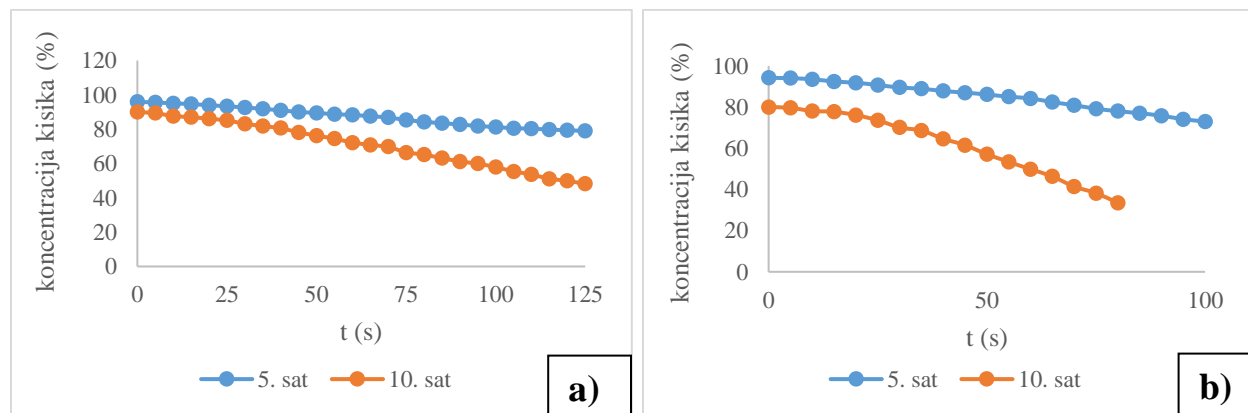 koncentracija kisika (%)
120
100
80
60
40
20
0
0 25 50 75 100 125
t (s)
5. sat 10. sat
a)
koncentracija kisika (%)
100
80
60
40
20
0
0 50 100
t (s)
5. sat 10. sat
b)